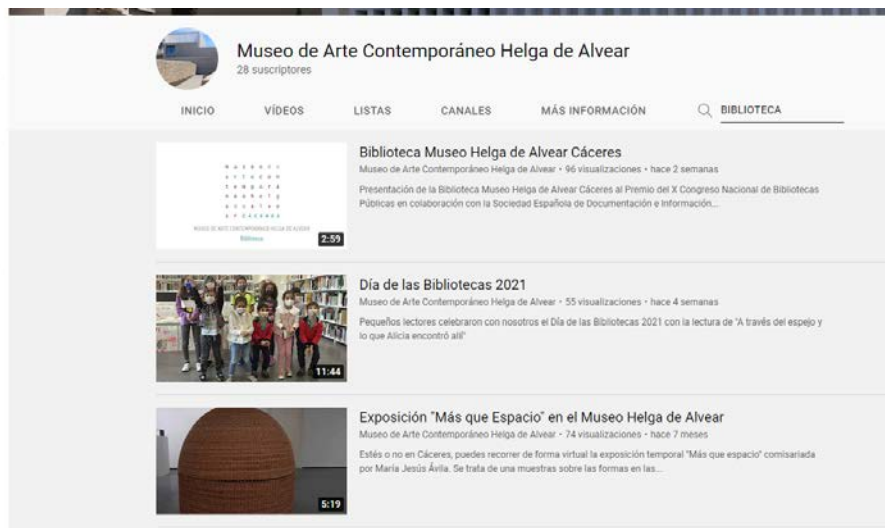 Museo de Arte Contemporáneo Helga de Alvear
28 suscriptores
INICIO VÍDEOS LISTAS CANALES MÁS INFORMACIÓN BIBLIOTECA
Biblioteca Museo Helga de Alvear Cáceres
Museo de Arte Contemporáneo Helga de Alvear • 96 visualizaciones • hace 2 semanas
Presentación de la Biblioteca Museo Helga de Alvear Cáceres al Premio del X Congreso Nacional de Bibliotecas
Públicas en colaboración con la Sociedad Española de Documentación e Información...
MUSEO DE ARTE CONTEMPORÁNEO HELGA DE ALVEAR
Biblioteca
2:59
Día de las Bibliotecas 2021
Museo de Arte Contemporáneo Helga de Alvear • 55 visualizaciones • hace 4 semanas
Pequeños lectores celebraron con nosotros el Día de las Bibliotecas 2021 con la lectura de "A través del espejo y
lo que Alicia encontró allí"
11:44
Exposición "Más que Espacio" en el Museo Helga de Alvear
Museo de Arte Contemporáneo Helga de Alvear • 74 visualizaciones • hace 7 meses
Estés o no en Cáceres, puedes recorrer de forma virtual la exposición temporal "Más que espacio" comisariada
por María Jesús Ávila. Se trata de una muestras sobre las formas en las...
5:19